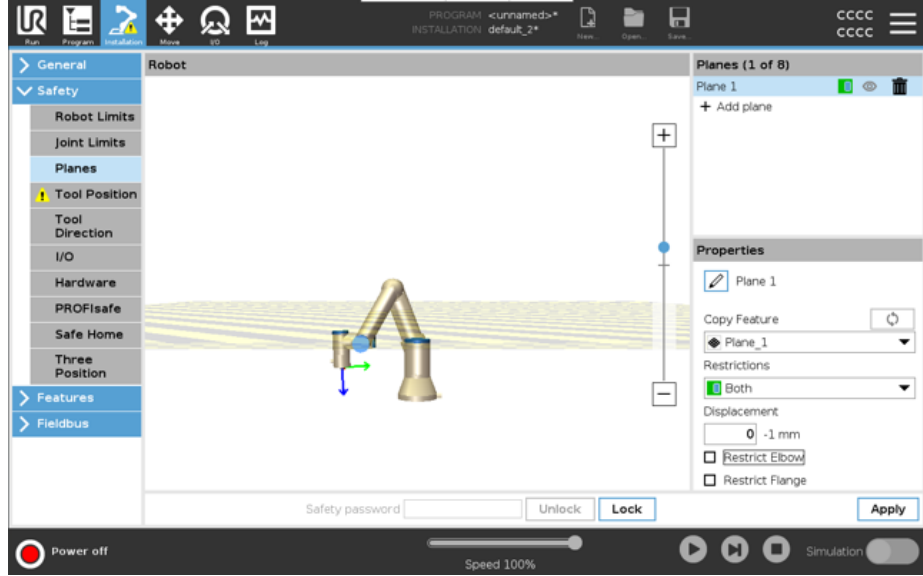 UR
PROGRAM <unnamed>*
INSTALLATION default_2*
cccc
cccc
Run
Program
Installation
Move
I/O
Log
New...
Open...
Save...
General
Safety
Robot Limits
Joint Limits
Planes
Tool Position
Tool
Direction
I/O
Hardware
PROFIsafe
Safe Home
Three
Position
Features
Fieldbus
Robot
Planes (1 of 8)
Plane 1
+ Add plane
Properties
Plane 1
Copy Feature
Plane_1
Restrictions
Both
Displacement
0 -1 mm
Restrict Elbow
Restrict Flange
Safety password
Unlock
Lock
Apply
Power off
Speed 100%
Simulation